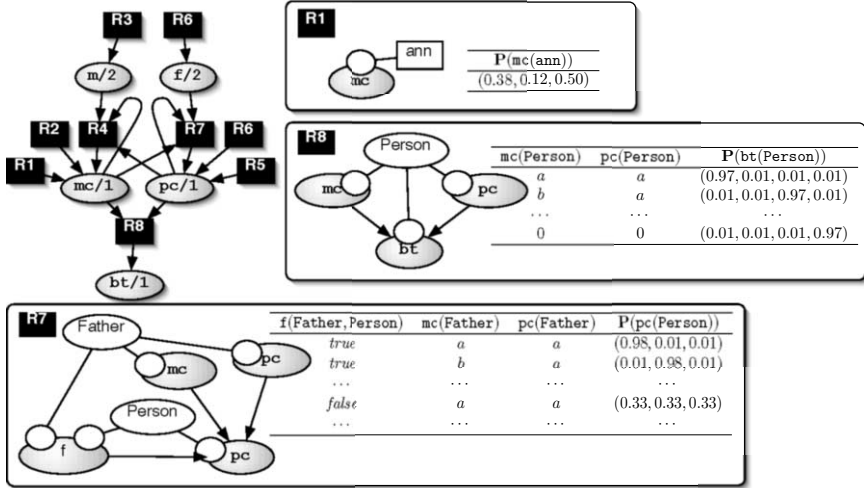 R3 R6
m/2 f/2
R2 R4 R7 R6
R1 mc/1 pc/1 R5
R8
bt/1
R1
ann
mc
P(mc(ann))
(0.38, 0.12, 0.50)
R8
Person
mc pc
bt
mc(Person) pc(Person) P(bt(Person))
a a (0.97, 0.01, 0.01, 0.01)
b a (0.01, 0.01, 0.97, 0.01)
... ... ...
0 0 (0.01, 0.01, 0.01, 0.97)
R7
Father
mc pc
Person
f pc
f(Father,Person) mc(Father) pc(Father) P(pc(Person))
true a a (0.98, 0.01, 0.01)
true b a (0.01, 0.98, 0.01)
... ... ... ...
false a a (0.33, 0.33, 0.33)
... ... ... ...